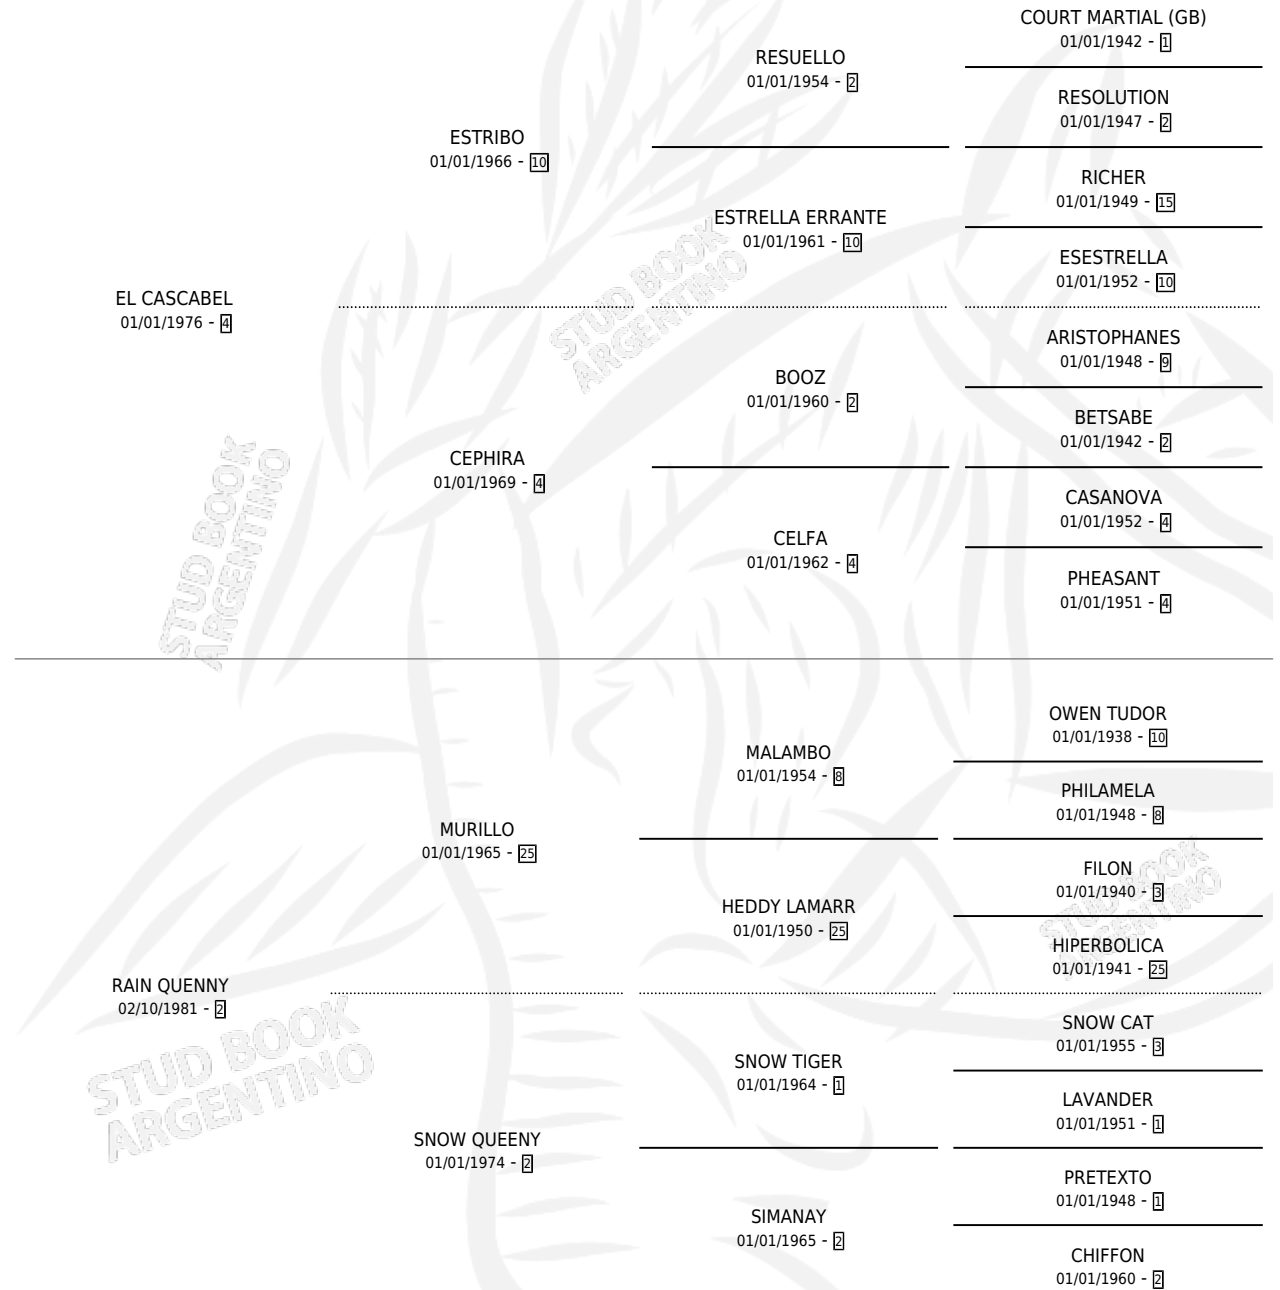 COURT MARTIAL (GB)
01/01/1942 - 1
RESUELLO
01/01/1954 - 2
RESOLUTION
01/01/1947 - 2
ESTRIBO
01/01/1966 - 10
RICHER
01/01/1949 - 15
ESTRELLA ERRANTE
01/01/1961 - 10
ESESTRELLA
01/01/1952 - 10
EL CASCABEL
01/01/1976 - 4
STUD BOOK
ARGENTINO
ARISTOPHANES
01/01/1948 - 9
BOOZ
01/01/1960 - 2
BETSABE
01/01/1942 - 2
CEPHIRA
01/01/1969 - 4
CASANOVA
01/01/1952 - 4
CELFA
01/01/1962 - 4
PHEASANT
01/01/1951 - 4
STUD BOOK
ARGENTINO
OWEN TUDOR
01/01/1938 - 10
MALAMBO
01/01/1954 - 8
PHILAMELA
01/01/1948 - 8
MURILLO
01/01/1965 - 25
FILON
01/01/1940 - 3
HEDDY LAMARR
01/01/1950 - 25
HIPERBOLICA
01/01/1941 - 25
STUD BOOK
ARGENTINO
RAIN QUENNY
02/10/1981 - 2
STUD BOOK
ARGENTINO
SNOW CAT
01/01/1955 - 3
SNOW TIGER
01/01/1964 - 1
LAVANDER
01/01/1951 - 1
SNOW QUEENY
01/01/1974 - 2
PRETEXTO
01/01/1948 - 1
SIMANAY
01/01/1965 - 2
CHIFFON
01/01/1960 - 2